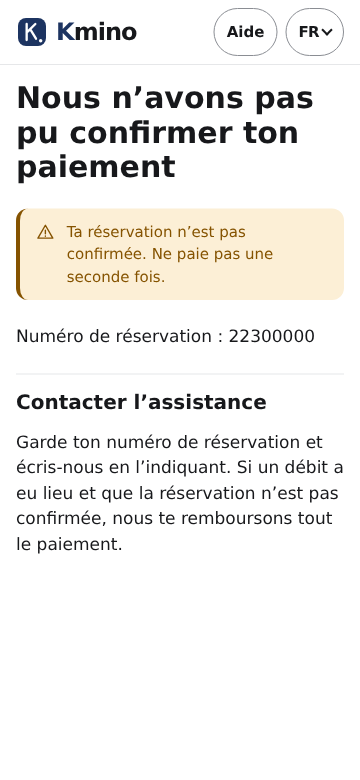 K. Kmino
Aide
FR
Nous n’avons pas
pu confirmer ton
paiement
Ta réservation n’est pas
confirmée. Ne paie pas une
seconde fois.
Numéro de réservation : 22300000
Contacter l’assistance
Garde ton numéro de réservation et
écris-nous en l’indiquant. Si un débit a
eu lieu et que la réservation n’est pas
confirmée, nous te remboursons tout
le paiement.